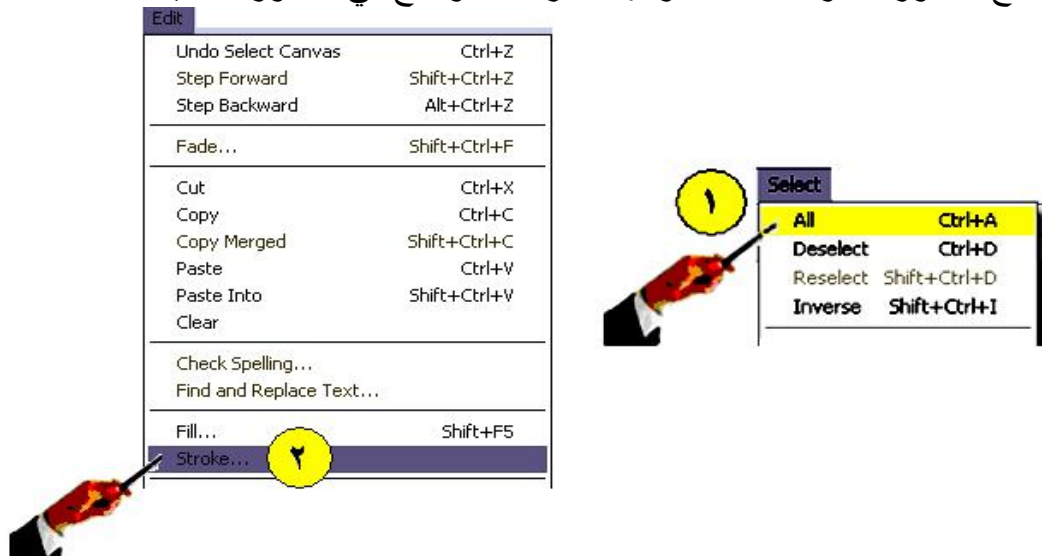 Edit
Undo Select Canvas Ctrl+Z
Step Forward Shift+Ctrl+Z
Step Backward Alt+Ctrl+Z
Fade... Shift+Ctrl+F
Cut Ctrl+X
Copy Ctrl+C
Copy Merged Shift+Ctrl+C
Paste Ctrl+V
Paste Into Shift+Ctrl+V
Clear
Check Spelling...
Find and Replace Text...
Fill... Shift+F5
Stroke... ٢
١
Select
All Ctrl+A
Deselect Ctrl+D
Reselect Shift+Ctrl+D
Inverse Shift+Ctrl+I